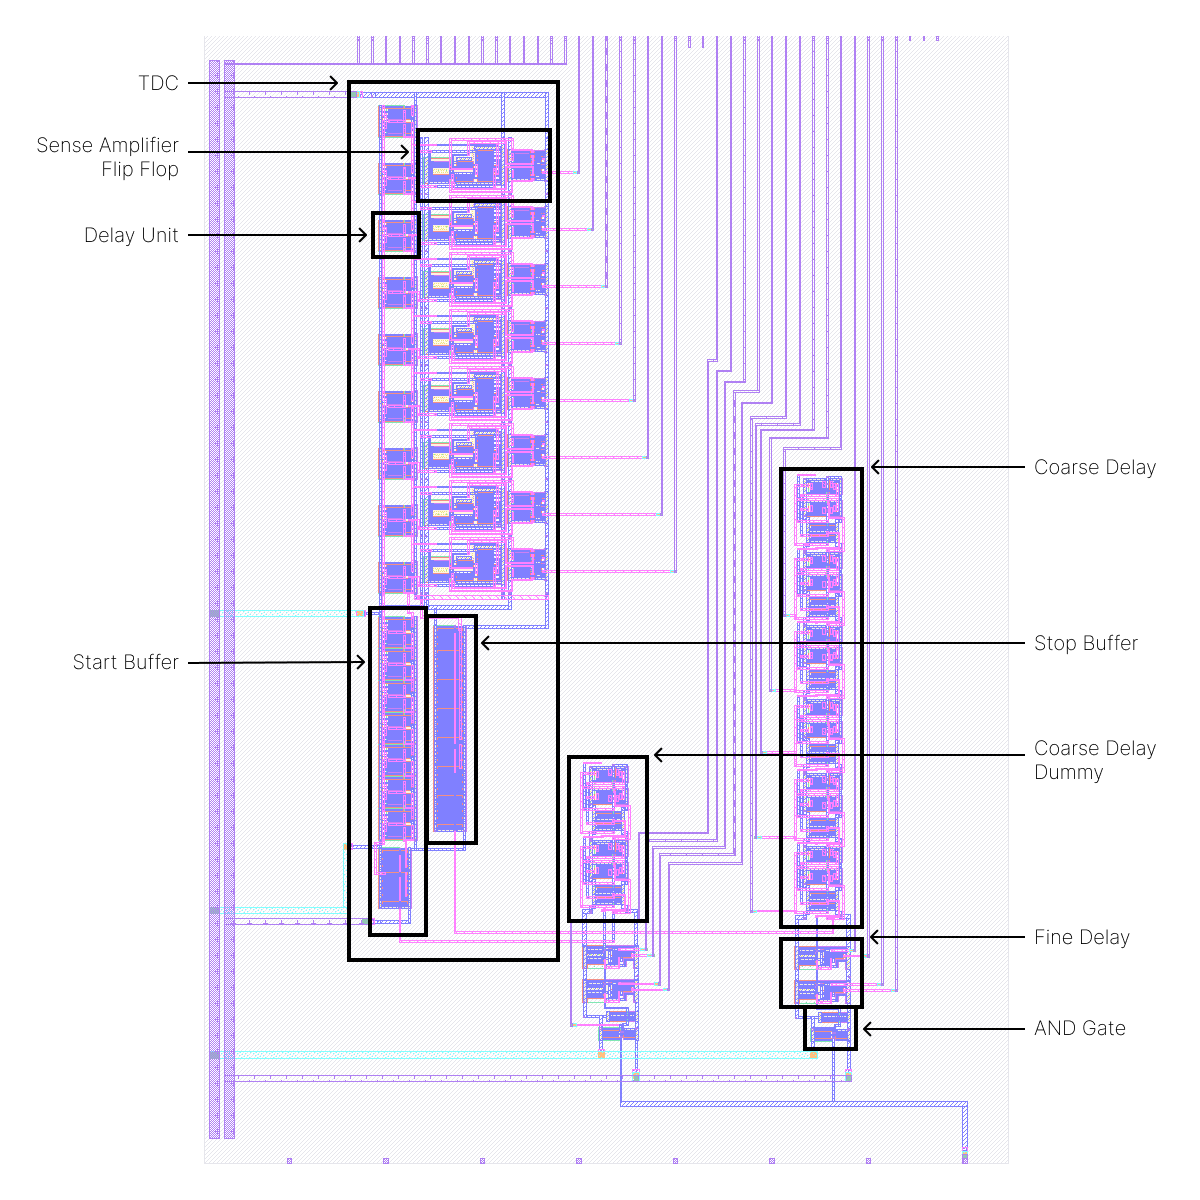 TDC
Sense Amplifier
Flip Flop
Delay Unit
Start Buffer
Coarse Delay
Stop Buffer
Coarse Delay
Dummy
Fine Delay
AND Gate